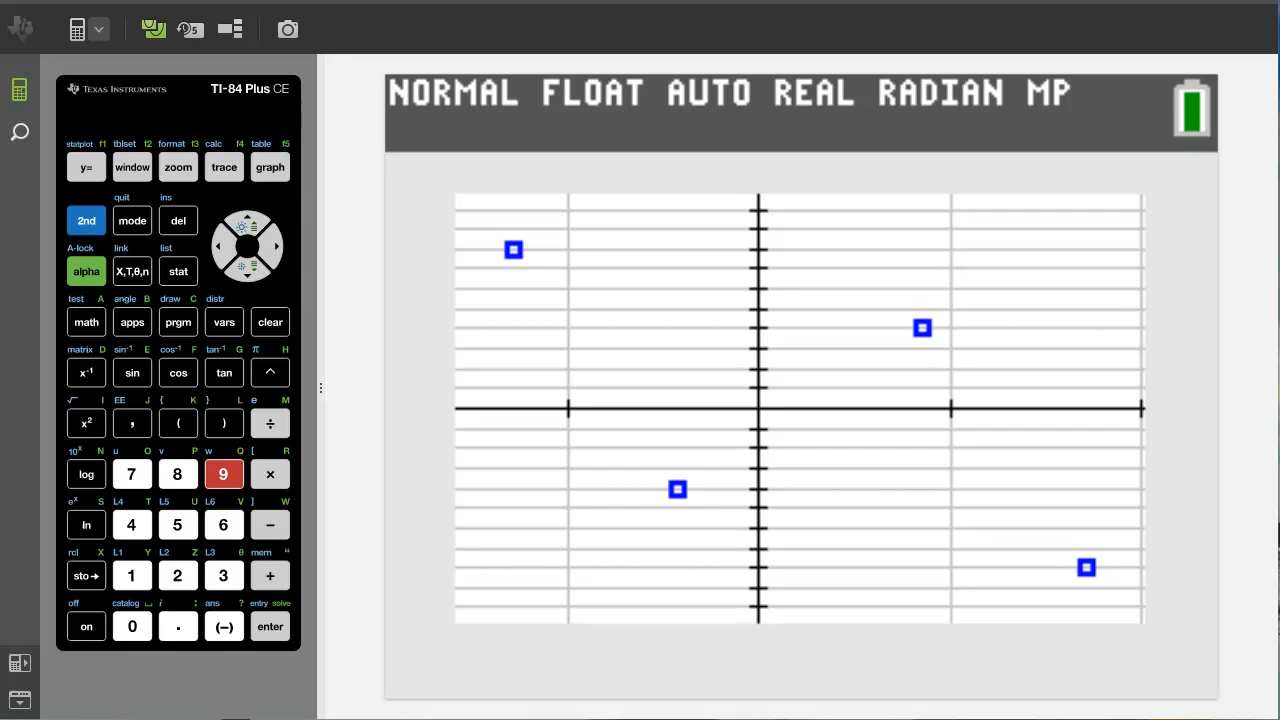 NORMAL FLOAT AUTO REAL RADIAN MP
TEXAS INSTRUMENTS TI-84 Plus CE
statplot f1 tblset f2 format f3 calc f4 table f5
y= window zoom trace graph
quit ins
2nd mode del
A-lock link list
alpha X,T,θ,n stat
test A angle B draw C distr
math apps prgm vars clear
matrix D sin⁻¹ E cos⁻¹ F tan⁻¹ G π H
x⁻¹ sin cos tan ^
√ I EE J { K } L e M
x² , ( ) ÷
10ˣ N u O v P w Q [ R
log 7 8 9 ×
eˣ S L4 T L5 U L6 V ] W
ln 4 5 6 −
rcl X L1 Y L2 Z L3 θ mem “
sto→ 1 2 3 +
off catalog ␣ i : ans ? entry solve
on 0 . (−) enter